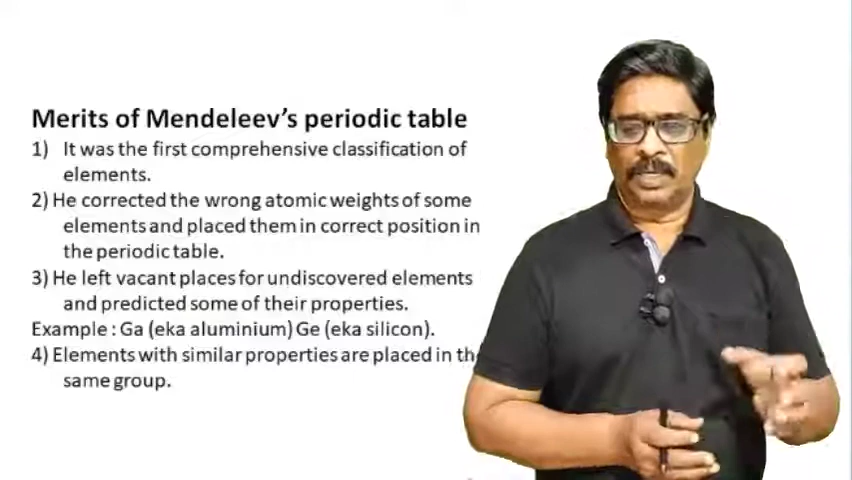 Merits of Mendeleev's periodic table
1) It was the first comprehensive classification of
elements.
2) He corrected the wrong atomic weights of some
elements and placed them in correct position in
the periodic table.
3) He left vacant places for undiscovered elements
and predicted some of their properties.
Example : Ga (eka aluminium) Ge (eka silicon).
4) Elements with similar properties are placed in the
same group.